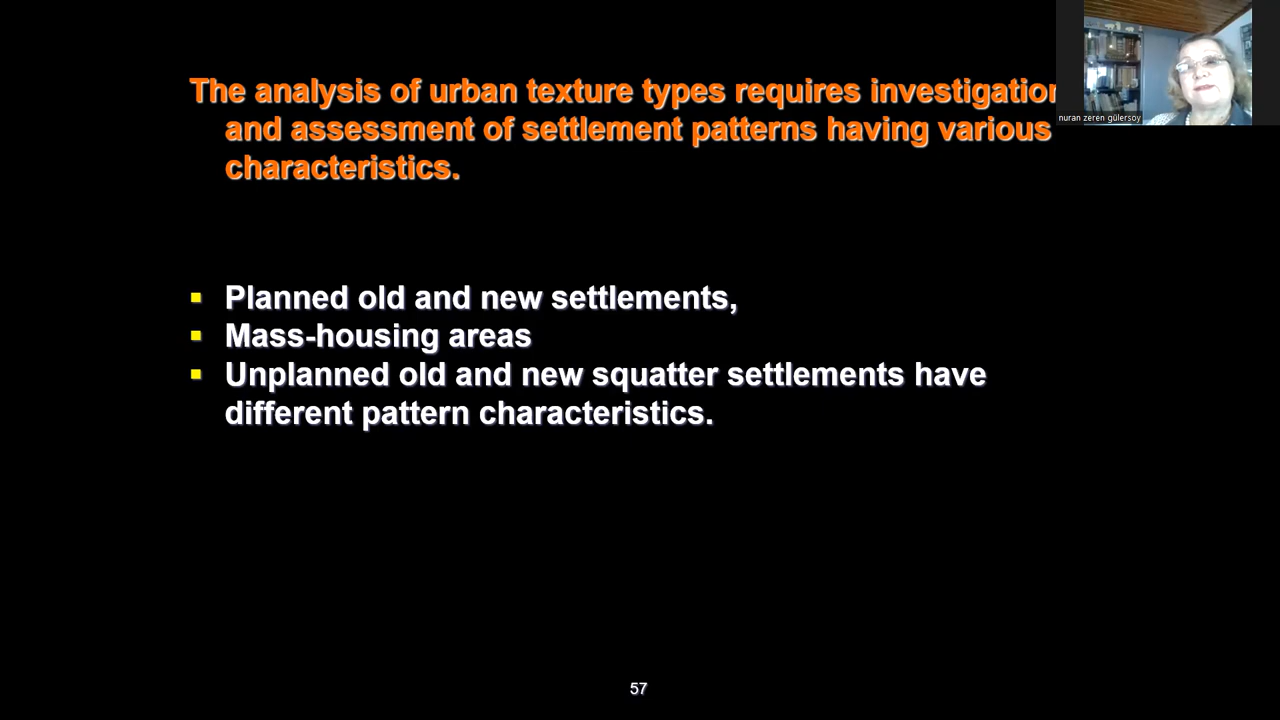 The analysis of urban texture types requires investigation
and assessment of settlement patterns having various
characteristics.
nuran zeren gülersoy
▪ Planned old and new settlements,
▪ Mass-housing areas
▪ Unplanned old and new squatter settlements have
different pattern characteristics.
57